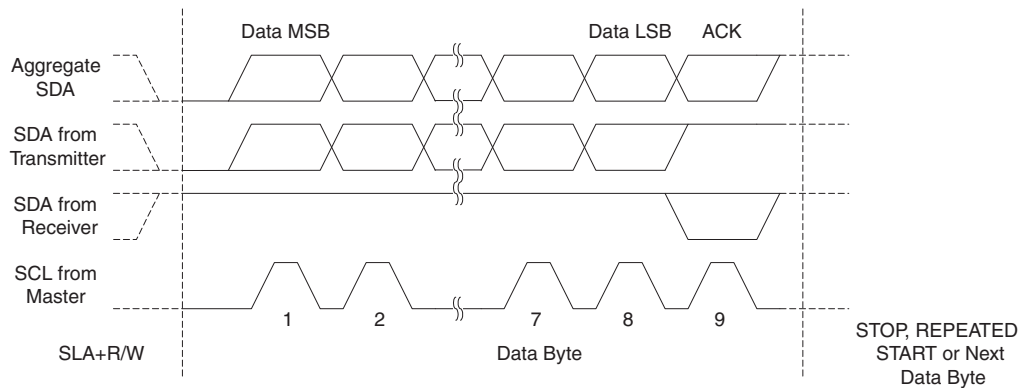 Data MSB
Data LSB
ACK
Aggregate
SDA
SDA from
Transmitter
SDA from
Receiver
SCL from
Master
1
2
7
8
9
SLA+R/W
Data Byte
STOP, REPEATED
START or Next
Data Byte